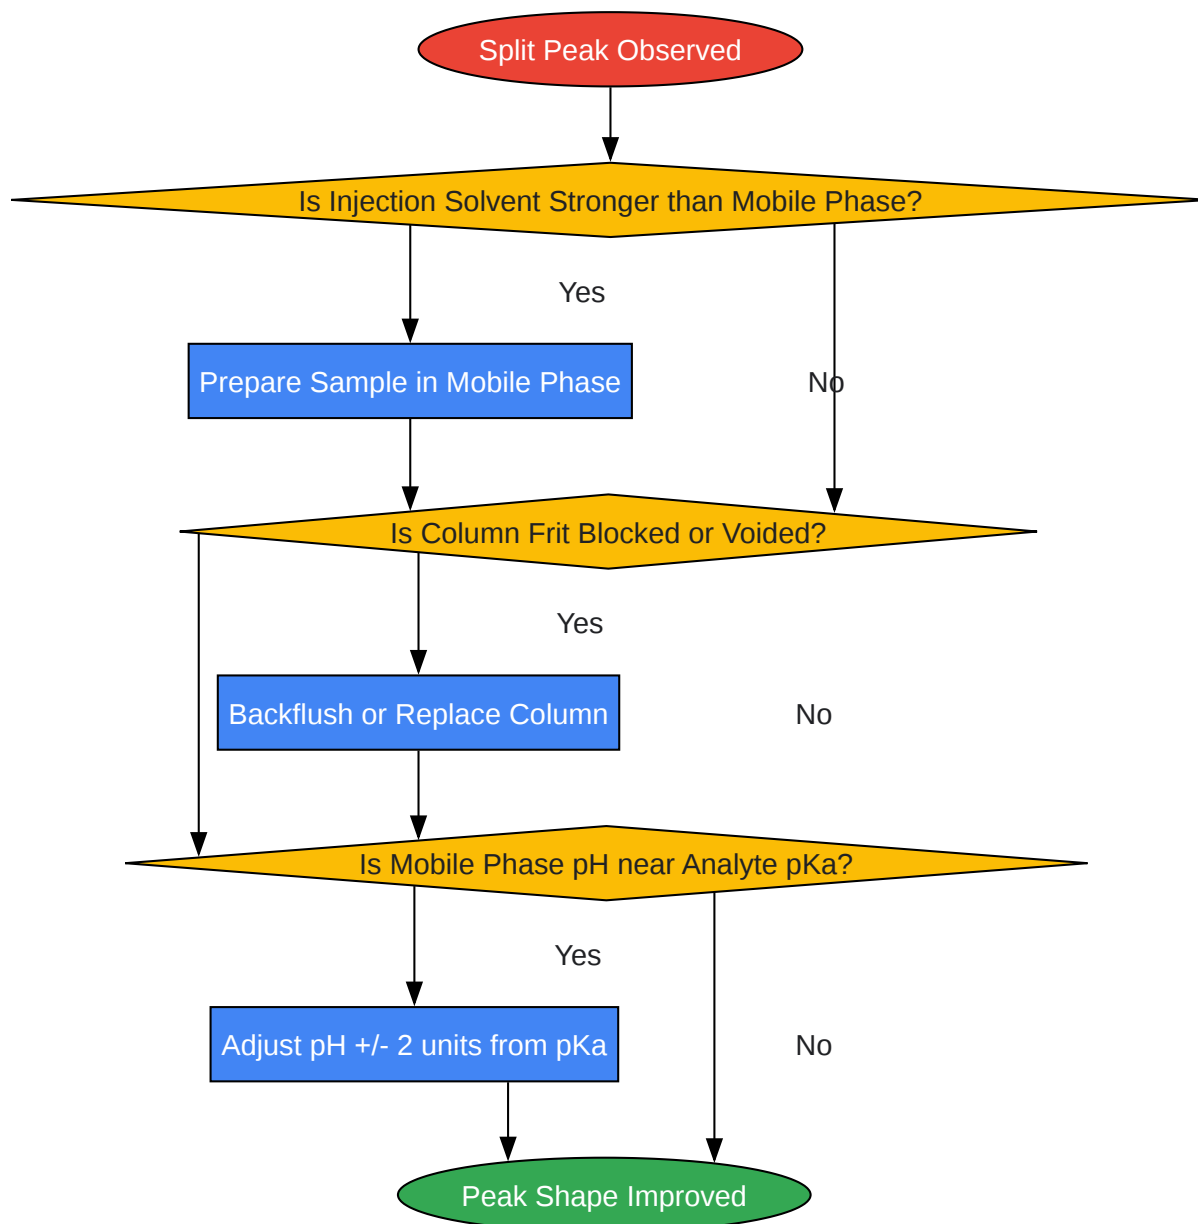 Split Peak Observed
Is Injection Solvent Stronger than Mobile Phase?
Yes
Prepare Sample in Mobile Phase
No
Is Column Frit Blocked or Voided?
Yes
Backflush or Replace Column
No
Is Mobile Phase pH near Analyte pKa?
Yes
Adjust pH +/- 2 units from pKa
No
Peak Shape Improved